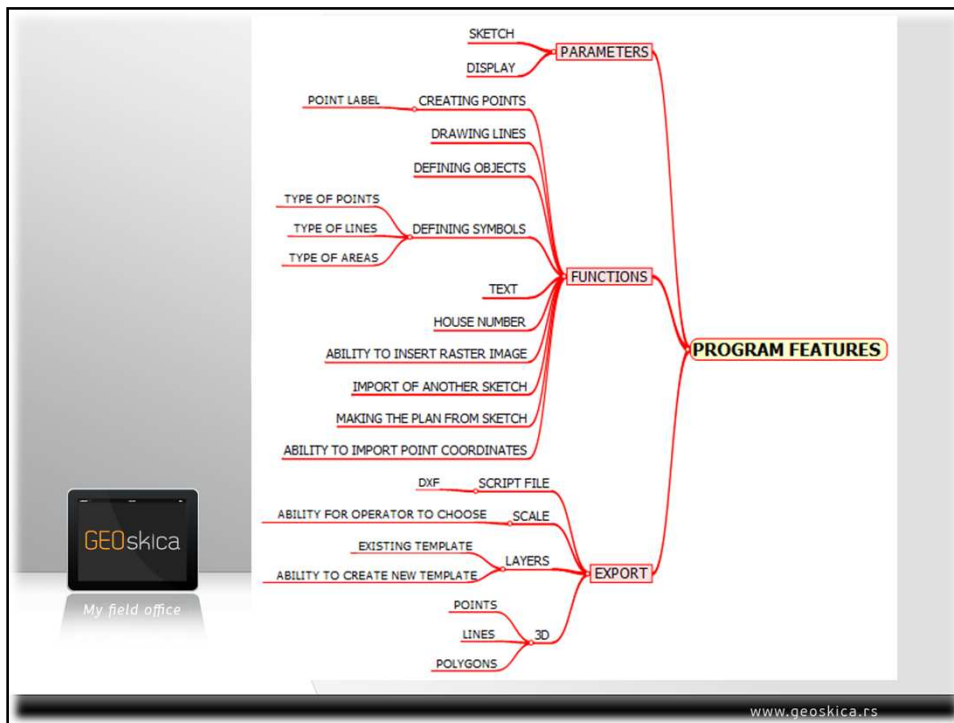 SKETCH
DISPLAY
PARAMETERS
POINT LABEL
CREATING POINTS
DRAWING LINES
DEFINING OBJECTS
TYPE OF POINTS
TYPE OF LINES
TYPE OF AREAS
DEFINING SYMBOLS
TEXT
HOUSE NUMBER
ABILITY TO INSERT RASTER IMAGE
IMPORT OF ANOTHER SKETCH
MAKING THE PLAN FROM SKETCH
ABILITY TO IMPORT POINT COORDINATES
FUNCTIONS
PROGRAM FEATURES
DXF
SCRIPT FILE
ABILITY FOR OPERATOR TO CHOOSE
SCALE
EXISTING TEMPLATE
ABILITY TO CREATE NEW TEMPLATE
LAYERS
POINTS
LINES
POLYGONS
3D
EXPORT
GEOskica
My field office
www.geoskica.rs